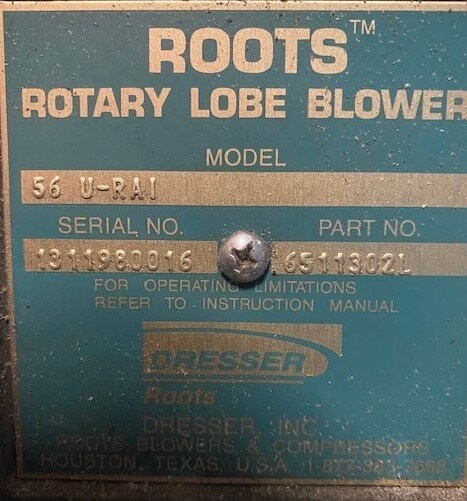 ROOTS™
ROTARY LOBE BLOWER
MODEL
56 U-RAI
SERIAL NO. PART NO.
1311980016 16511302L
FOR OPERATING LIMITATIONS
REFER TO INSTRUCTION MANUAL
DRESSER
Roots
DRESSER, INC.
ROOTS BLOWERS & COMPRESSORS
HOUSTON, TEXAS, U.S.A.